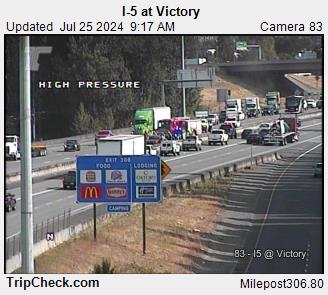 I-5 at Victory
Updated Jul 25 2024 9:17 AM Camera 83
HIGH PRESSURE
EXIT 308
FOOD LODGING
CAMPING
N
83 - I5 @ Victory
TripCheck.com Milepost306.80